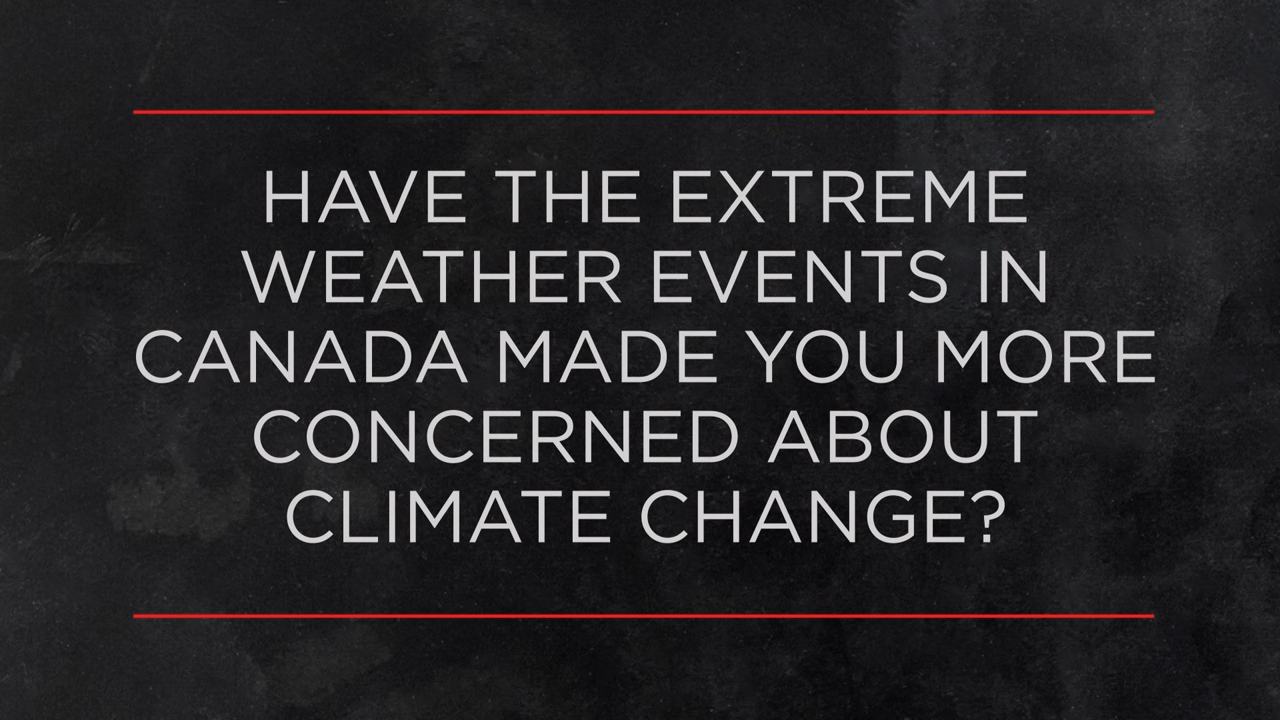 HAVE THE EXTREME
WEATHER EVENTS IN
CANADA MADE YOU MORE
CONCERNED ABOUT
CLIMATE CHANGE?